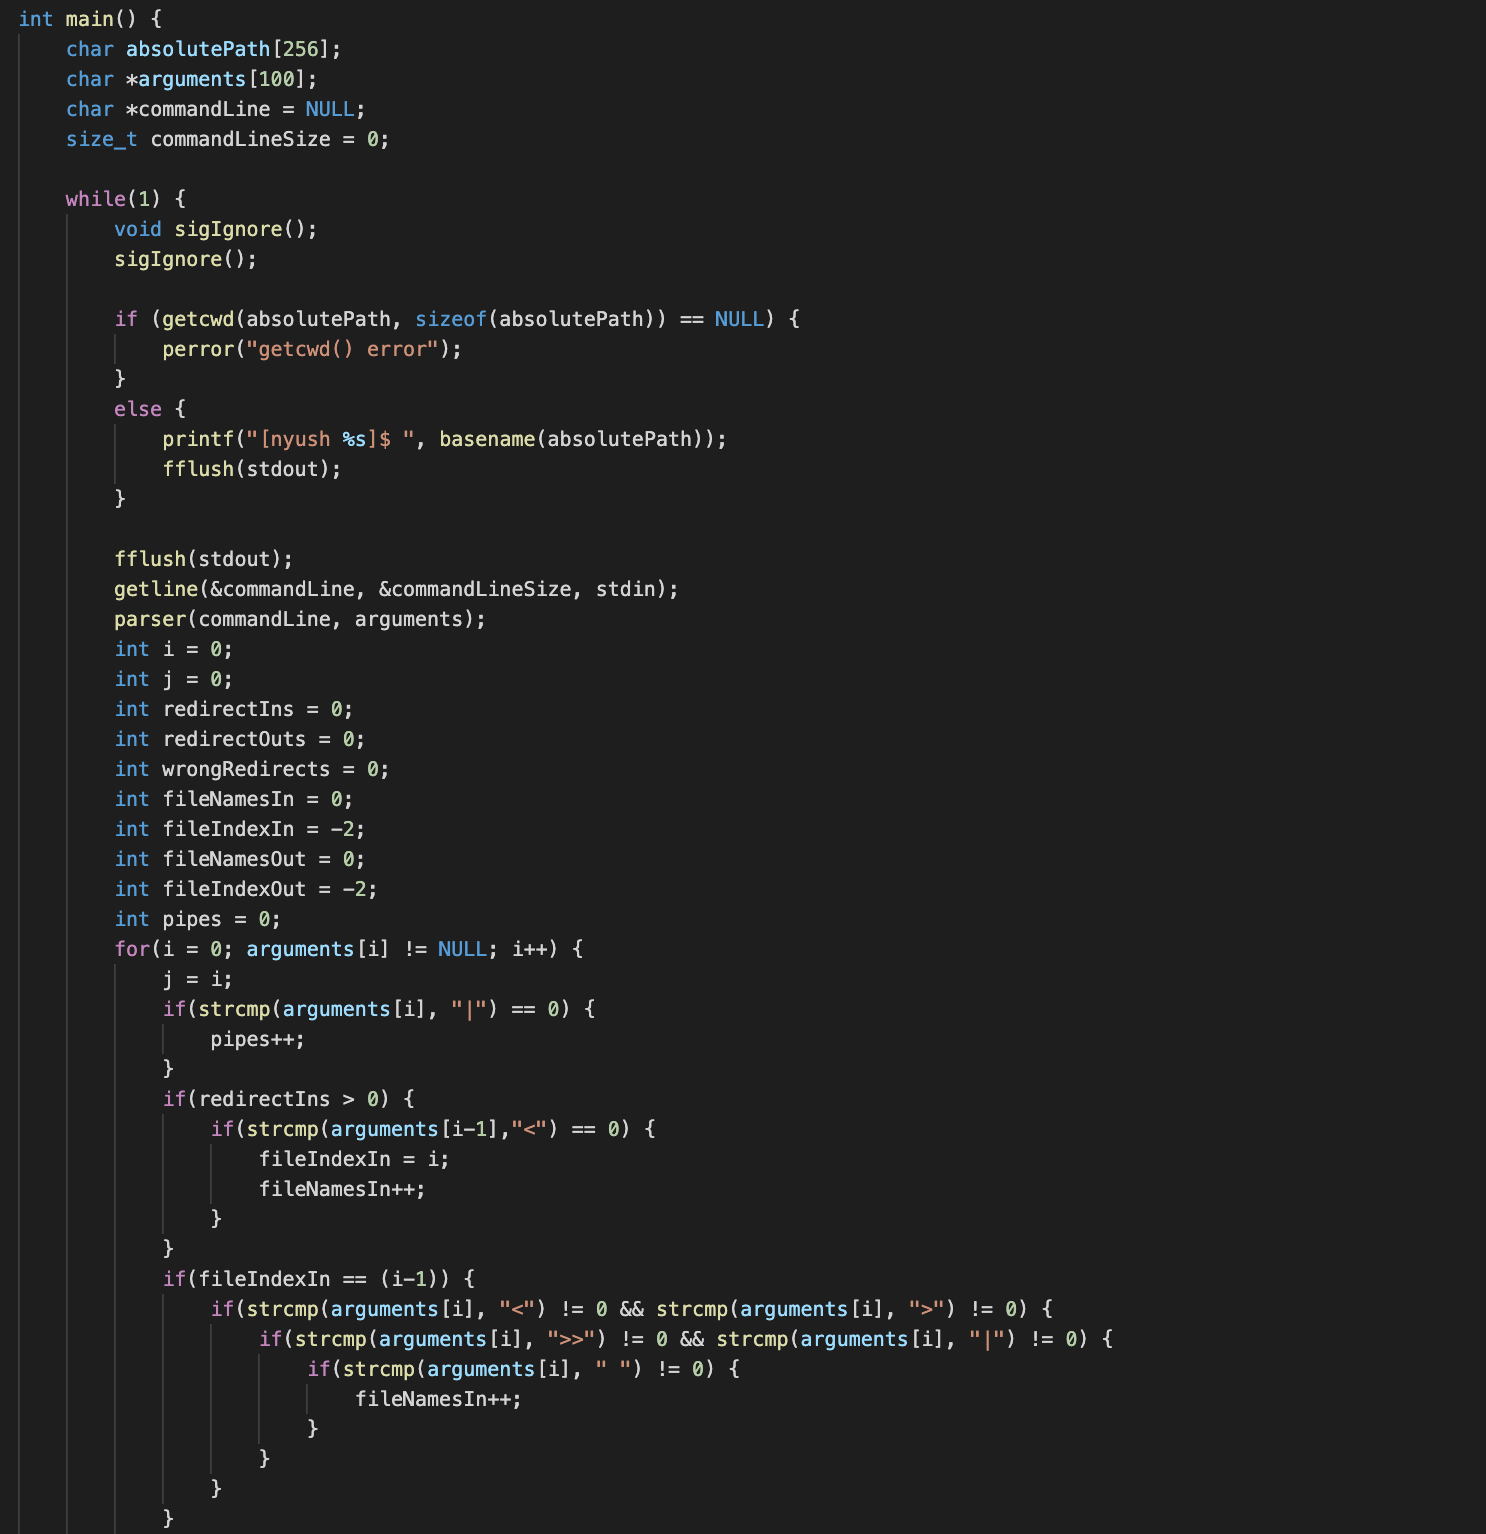 int main() {
    char absolutePath[256];
    char *arguments[100];
    char *commandLine = NULL;
    size_t commandLineSize = 0;

    while(1) {
        void sigIgnore();
        sigIgnore();

        if (getcwd(absolutePath, sizeof(absolutePath)) == NULL) {
            perror("getcwd() error");
        }
        else {
            printf("[nyush %s]$ ", basename(absolutePath));
            fflush(stdout);
        }

        fflush(stdout);
        getline(&commandLine, &commandLineSize, stdin);
        parser(commandLine, arguments);
        int i = 0;
        int j = 0;
        int redirectIns = 0;
        int redirectOuts = 0;
        int wrongRedirects = 0;
        int fileNamesIn = 0;
        int fileIndexIn = -2;
        int fileNamesOut = 0;
        int fileIndexOut = -2;
        int pipes = 0;
        for(i = 0; arguments[i] != NULL; i++) {
            j = i;
            if(strcmp(arguments[i], "|") == 0) {
                pipes++;
            }
            if(redirectIns > 0) {
                if(strcmp(arguments[i-1],"<") == 0) {
                    fileIndexIn = i;
                    fileNamesIn++;
                }
            }
            if(fileIndexIn == (i-1)) {
                if(strcmp(arguments[i], "<") != 0 && strcmp(arguments[i], ">") != 0) {
                    if(strcmp(arguments[i], ">>") != 0 && strcmp(arguments[i], "|") != 0) {
                        if(strcmp(arguments[i], " ") != 0) {
                            fileNamesIn++;
                        }
                    }
                }
            }